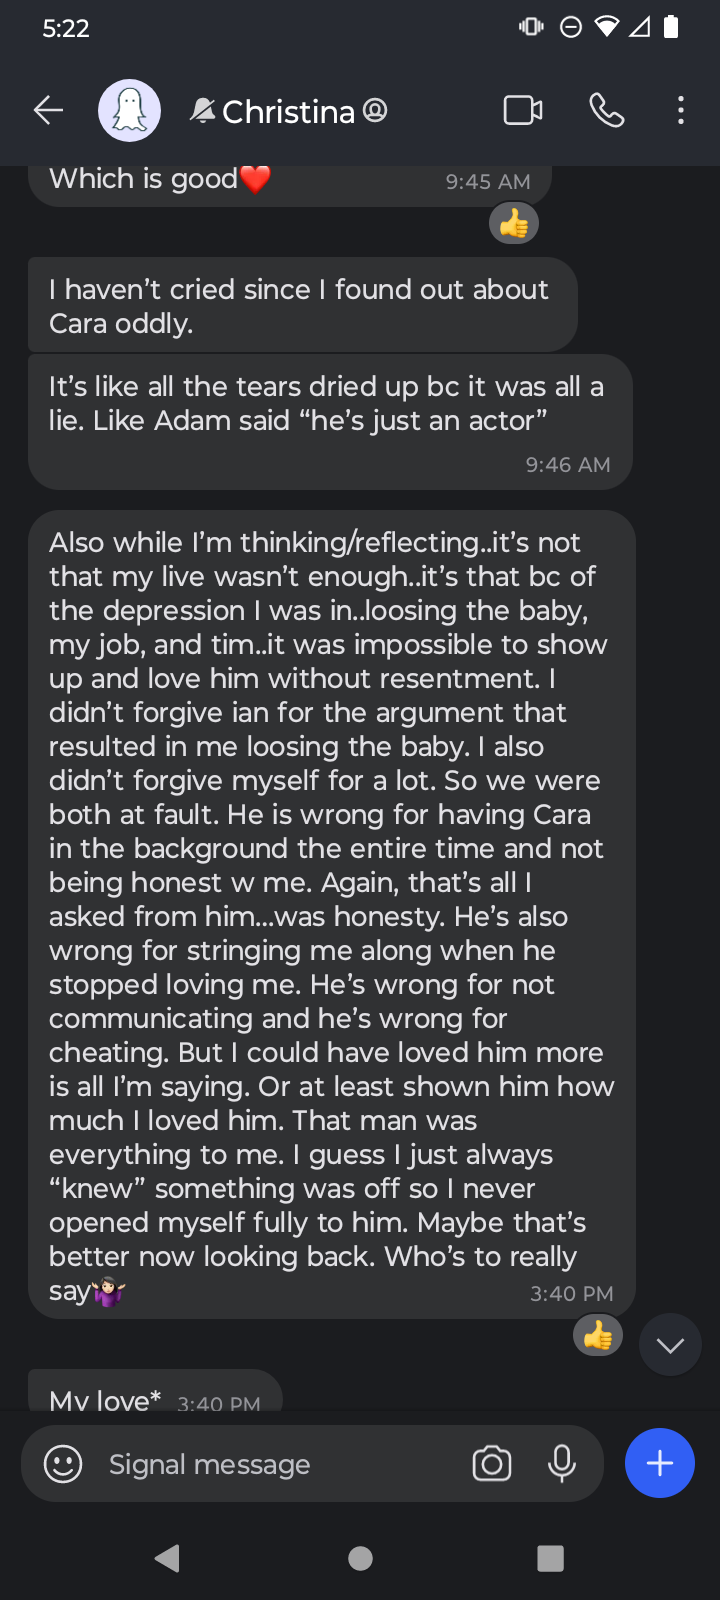 5:22
Christina
Which is good❤️
9:45 AM
👍
I haven’t cried since I found out about
Cara oddly.
It’s like all the tears dried up bc it was all a
lie. Like Adam said “he’s just an actor”
9:46 AM
Also while I’m thinking/reflecting..it’s not
that my live wasn’t enough..it’s that bc of
the depression I was in..loosing the baby,
my job, and tim..it was impossible to show
up and love him without resentment. I
didn’t forgive ian for the argument that
resulted in me loosing the baby. I also
didn’t forgive myself for a lot. So we were
both at fault. He is wrong for having Cara
in the background the entire time and not
being honest w me. Again, that’s all I
asked from him...was honesty. He’s also
wrong for stringing me along when he
stopped loving me. He’s wrong for not
communicating and he’s wrong for
cheating. But I could have loved him more
is all I’m saying. Or at least shown him how
much I loved him. That man was
everything to me. I guess I just always
“knew” something was off so I never
opened myself fully to him. Maybe that’s
better now looking back. Who’s to really
say🤷🏻‍♀️
3:40 PM
👍
My love*
3:40 PM
Signal message